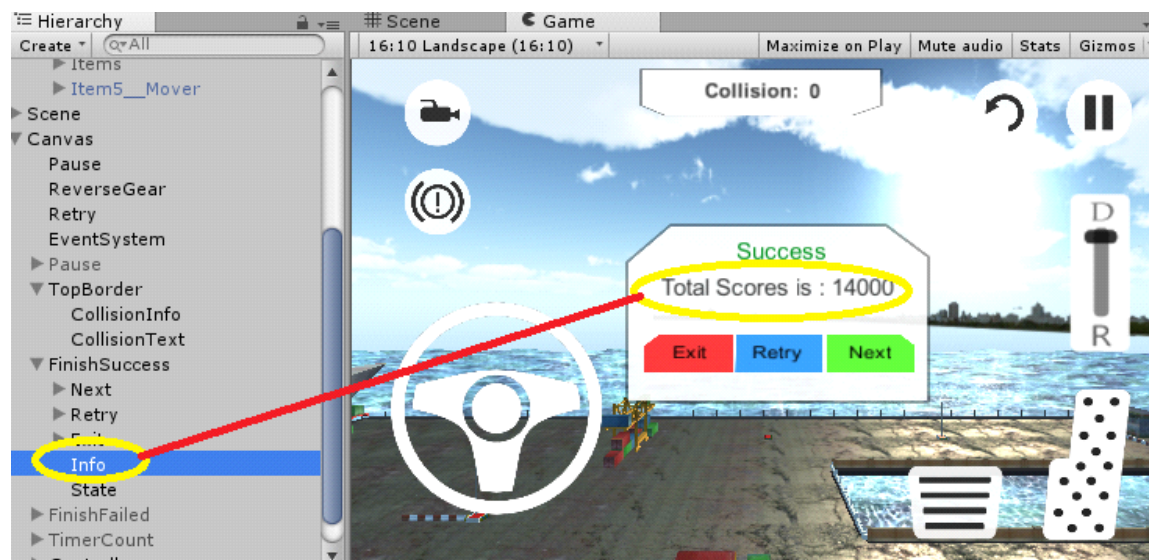 Hierarchy
Create
All
Items
Item5__Mover
Scene
Canvas
Pause
ReverseGear
Retry
EventSystem
Pause
TopBorder
CollisionInfo
CollisionText
FinishSuccess
Next
Retry
Exit
Info
State
FinishFailed
TimerCount
Scene
Game
16:10 Landscape (16:10)
Maximize on Play
Mute audio
Stats
Gizmos
Collision: 0
D
R
Success
Total Scores is : 14000
Exit
Retry
Next